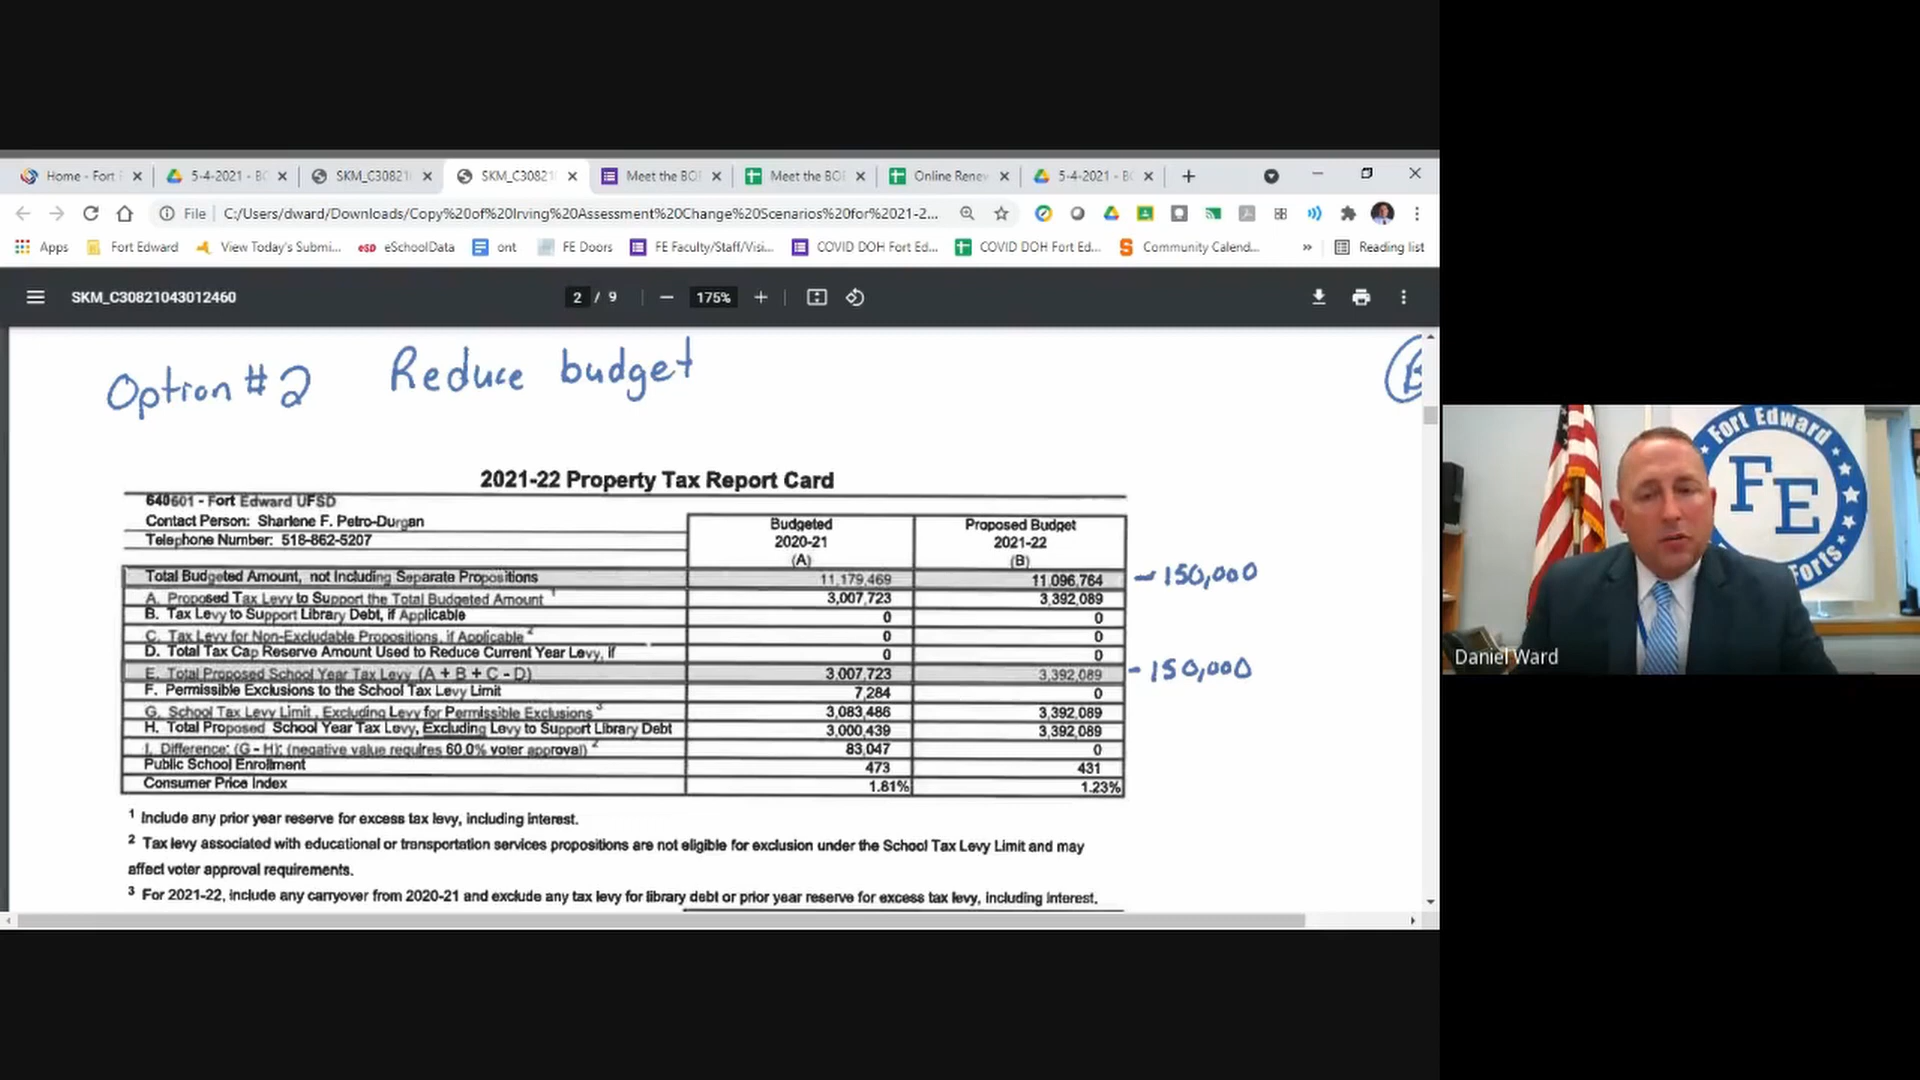 Home - Fort E
5-4-2021 - BO
SKM_C30821
SKM_C30821
Meet the BOE
Meet the BOE
Online Rene
5-4-2021 - BO
File
C:/Users/dward/Downloads/Copy%20of%20Irving%20Assessment%20Change%20Scenarios%20for%2021-2...
Apps
Fort Edward
View Today's Submi...
esp eSchoolData
ont
FE Doors
FE Faculty/Staff/Visi...
COVID DOH Fort Ed...
COVID DOH Fort Ed...
Community Calend...
»
Reading list
SKM_C30821043012460
2 / 9
175%
Option #2 Reduce budget
2021-22 Property Tax Report Card
640601 - Fort Edward UFSD
Contact Person: Sharlene F. Petro-Durgan
Telephone Number: 518-862-5207
Budgeted 2020-21 (A)
Proposed Budget 2021-22 (B)
Total Budgeted Amount, not Including Separate Propositions 11,179,469 11,096,764 - 150,000
A. Proposed Tax Levy to Support the Total Budgeted Amount 1 3,007,723 3,392,089
B. Tax Levy to Support Library Debt, if Applicable 0 0
C. Tax Levy for Non-Excludable Propositions, if Applicable 2 0 0
D. Total Tax Cap Reserve Amount Used to Reduce Current Year Levy, if 0 0
E. Total Proposed School Year Tax Levy (A + B + C - D) 3,007,723 3,392,089 - 150,000
F. Permissible Exclusions to the School Tax Levy Limit 7,284 0
G. School Tax Levy Limit, Excluding Levy for Permissible Exclusions 3 3,083,486 3,392,089
H. Total Proposed School Year Tax Levy, Excluding Levy to Support Library Debt 3,000,439 3,392,089
I. Difference: (G - H); (negative value requires 60.0% voter approval) 2 83,047 0
Public School Enrollment 473 431
Consumer Price Index 1.81% 1.23%
1 Include any prior year reserve for excess tax levy, including interest.
2 Tax levy associated with educational or transportation services propositions are not eligible for exclusion under the School Tax Levy Limit and may
affect voter approval requirements.
3 For 2021-22, include any carryover from 2020-21 and exclude any tax levy for library debt or prior year reserve for excess tax levy, including interest.
Fort Edward
FE
Forts
Daniel Ward